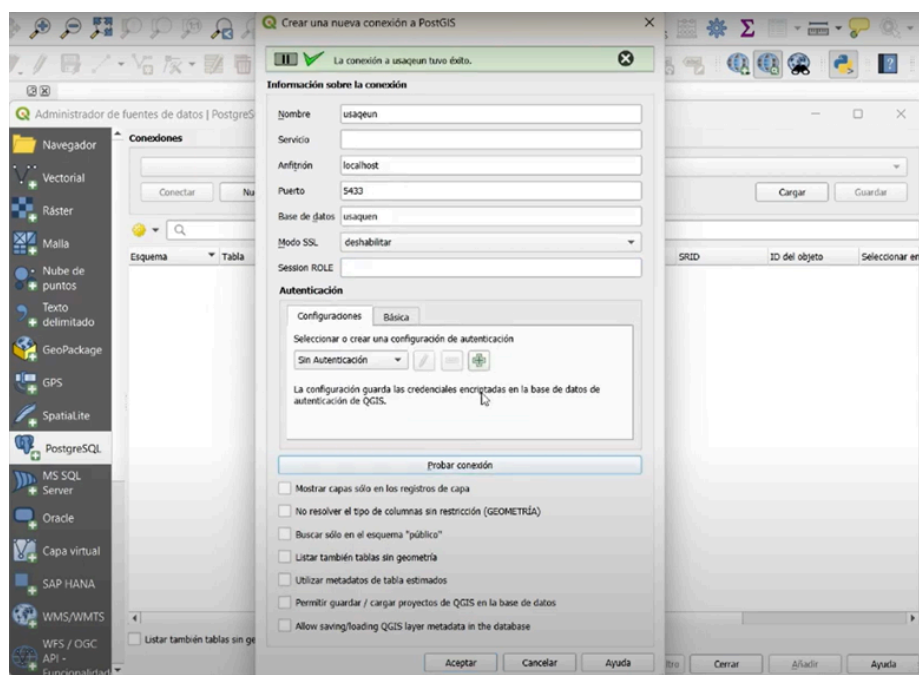 Crear una nueva conexión a PostGIS
La conexión a usaqeun tuvo éxito.
Información sobre la conexión
Nombre usaqeun
Servicio
Anfitrión localhost
Puerto 5433
Base de datos usaquen
Modo SSL deshabilitar
Session ROLE
Autenticación
Configuraciones Básica
Seleccionar o crear una configuración de autenticación
Sin Autenticación
La configuración guarda las credenciales encriptadas en la base de datos de
autenticación de QGIS.
Probar conexión
Mostrar capas sólo en los registros de capa
No resolver el tipo de columnas sin restricción (GEOMETRÍA)
Buscar sólo en el esquema "público"
Listar también tablas sin geometría
Utilizar metadatos de tabla estimados
Permitir guardar / cargar proyectos de QGIS en la base de datos
Allow saving/loading QGIS layer metadata in the database
Aceptar Cancelar Ayuda
Administrador de fuentes de datos | PostgreS
Navegador
Vectorial
Ráster
Malla
Nube de
puntos
Texto
delimitado
GeoPackage
GPS
SpatiaLite
PostgreSQL
MS SQL
Server
Oracle
Capa virtual
SAP HANA
WMS/WMTS
WFS / OGC
API -
Funcionalidad
Conexiones
Conectar Nu
Cargar Guardar
Esquema Tabla SRID ID del objeto Seleccionar en
Listar también tablas sin ge
Cerrar Añadir Ayuda